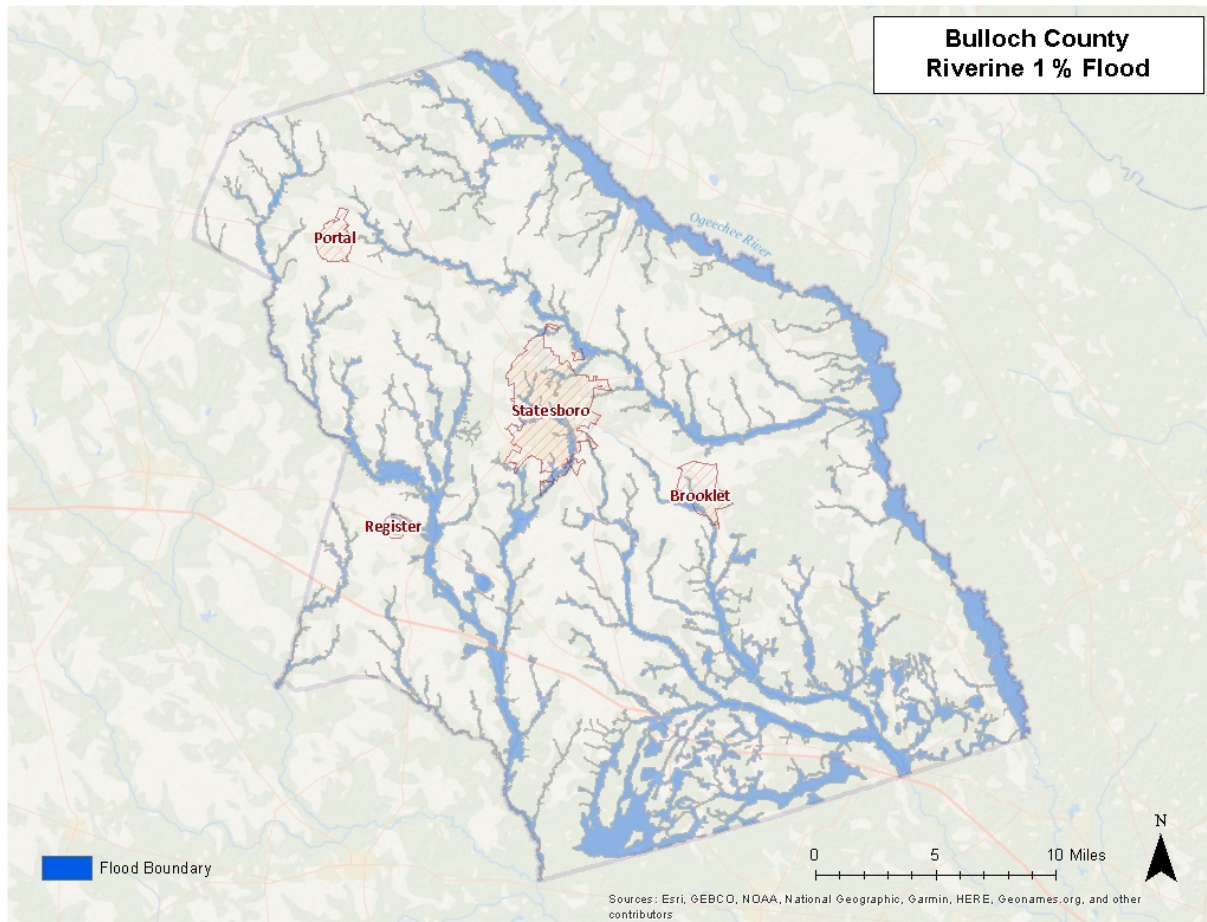 Bulloch County
Riverine 1 % Flood
Ogeechee River
Portal
Statesboro
Brooklet
Register
Flood Boundary
0 5 10 Miles
N
Sources: Esri, GEBCO, NOAA, National Geographic, Garmin, HERE, Geonames.org, and other
contributors